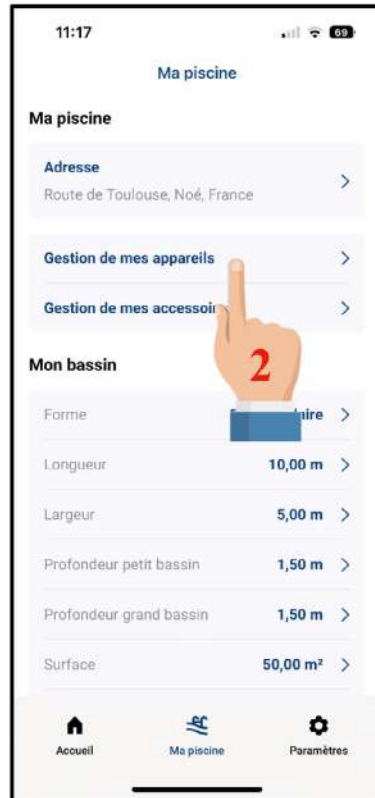 11:17
69
Ma piscine
Ma piscine
Adresse
Route de Toulouse, Noé, France
Gestion de mes appareils
Gestion de mes
2
Mon bassin
Forme
Longueur
10,00 m
Largeur
5,00 m
Profondeur petit bassin
1,50 m
Profondeur grand bassin
1,50 m
Surface
50,00 m²
Accueil
Ma piscine
Paramètres